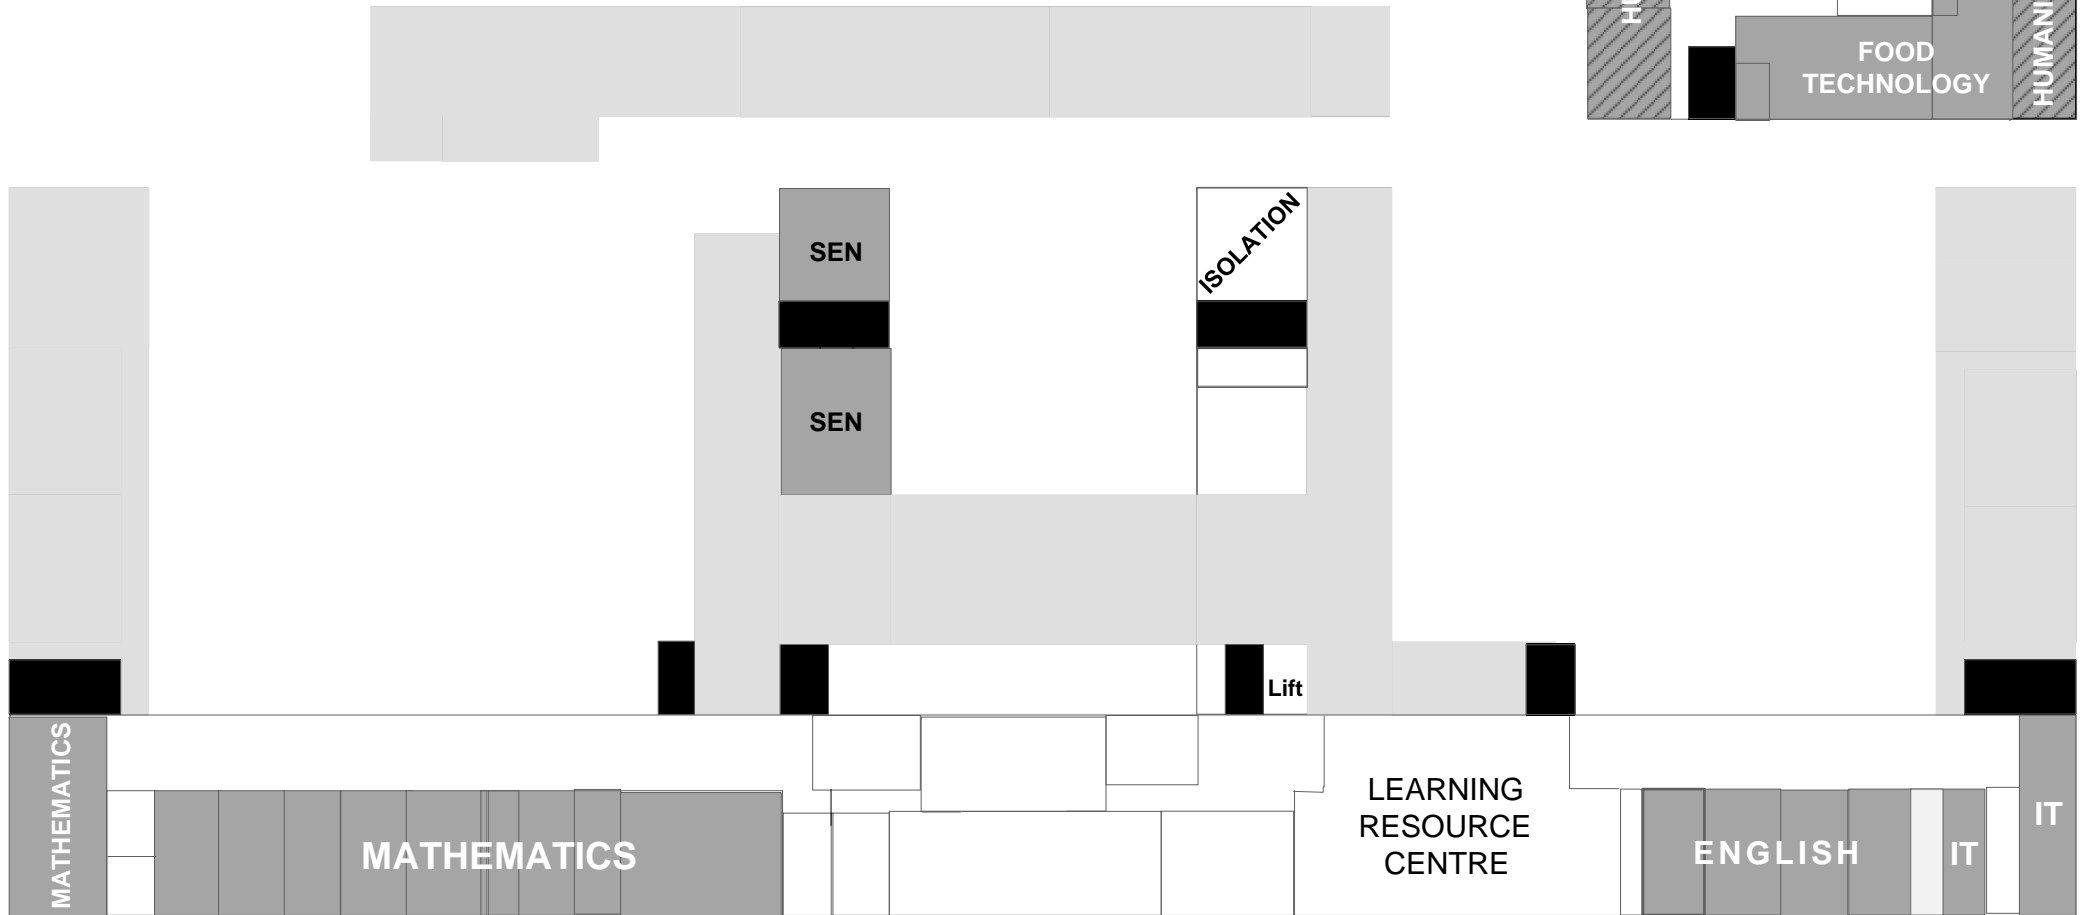 FOOD
TECHNOLOGY
SEN
ISOLATION
SEN
Lift
MATHEMATICS
MATHEMATICS
LEARNING
RESOURCE
CENTRE
ENGLISH
IT
IT